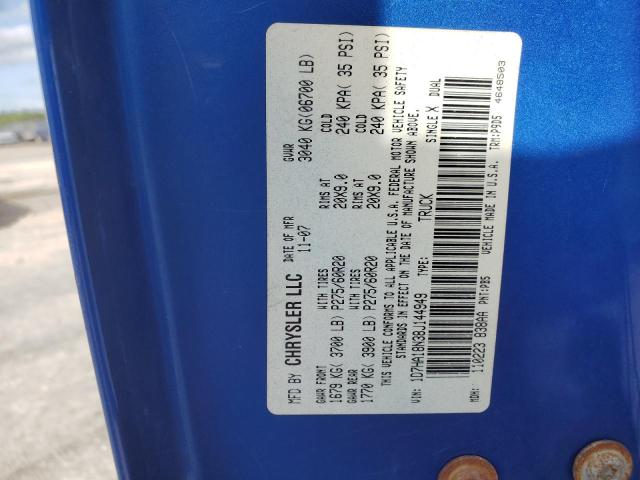 MFD BY CHRYSLER LLC DATE OF MFR GVWR
11-07 3040 KG(06700 LB)
GAWR FRONT WITH TIRES RIMS AT COLD
1679 KG( 3700 LB) P275/60R20 20X9.0 240 KPA( 35 PSI)
GAWR REAR WITH TIRES RIMS AT COLD
1770 KG( 3900 LB) P275/60R20 20X9.0 240 KPA( 35 PSI)
THIS VEHICLE CONFORMS TO ALL APPLICABLE U.S.A. FEDERAL MOTOR VEHICLE SAFETY
STANDARDS IN EFFECT ON THE DATE OF MANUFACTURE SHOWN ABOVE.
VIN: 1D7HA18N38J144949 TYPE: TRUCK SINGLE X DUAL
MDH: 110223 838AA PNT:PB5 VEHICLE MADE IN U.S.A. TRM:P9D5
4648503